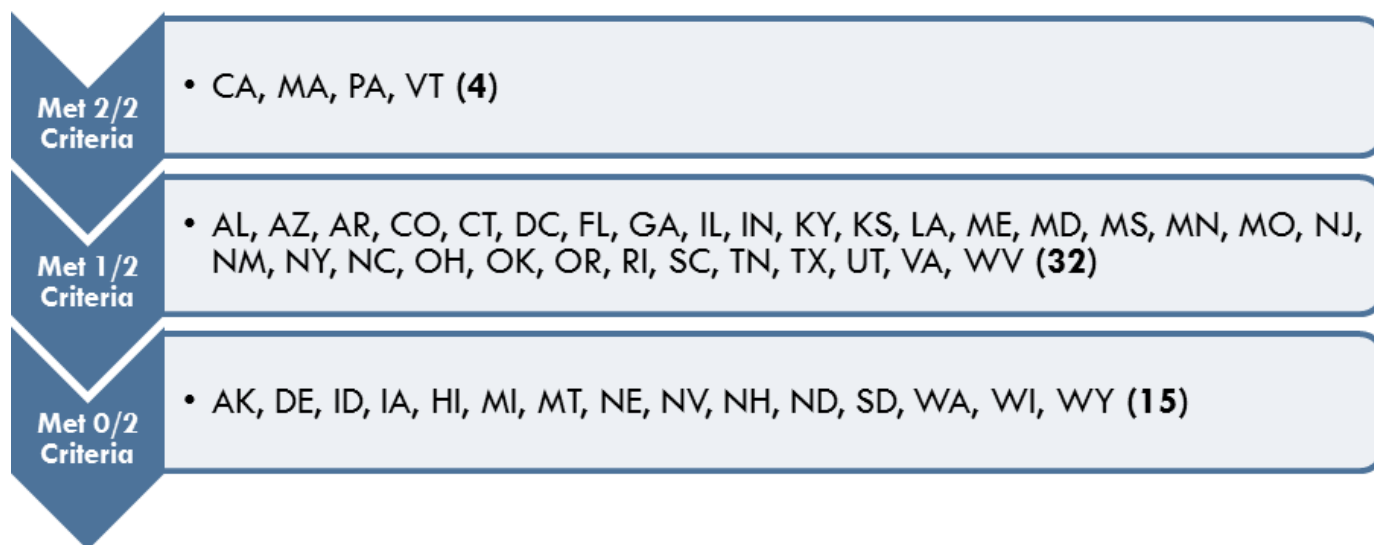 Met 2/2
Criteria
• CA, MA, PA, VT (4)
Met 1/2
Criteria
• AL, AZ, AR, CO, CT, DC, FL, GA, IL, IN, KY, KS, LA, ME, MD, MS, MN, MO, NJ,
NM, NY, NC, OH, OK, OR, RI, SC, TN, TX, UT, VA, WV (32)
Met 0/2
Criteria
• AK, DE, ID, IA, HI, MI, MT, NE, NV, NH, ND, SD, WA, WI, WY (15)